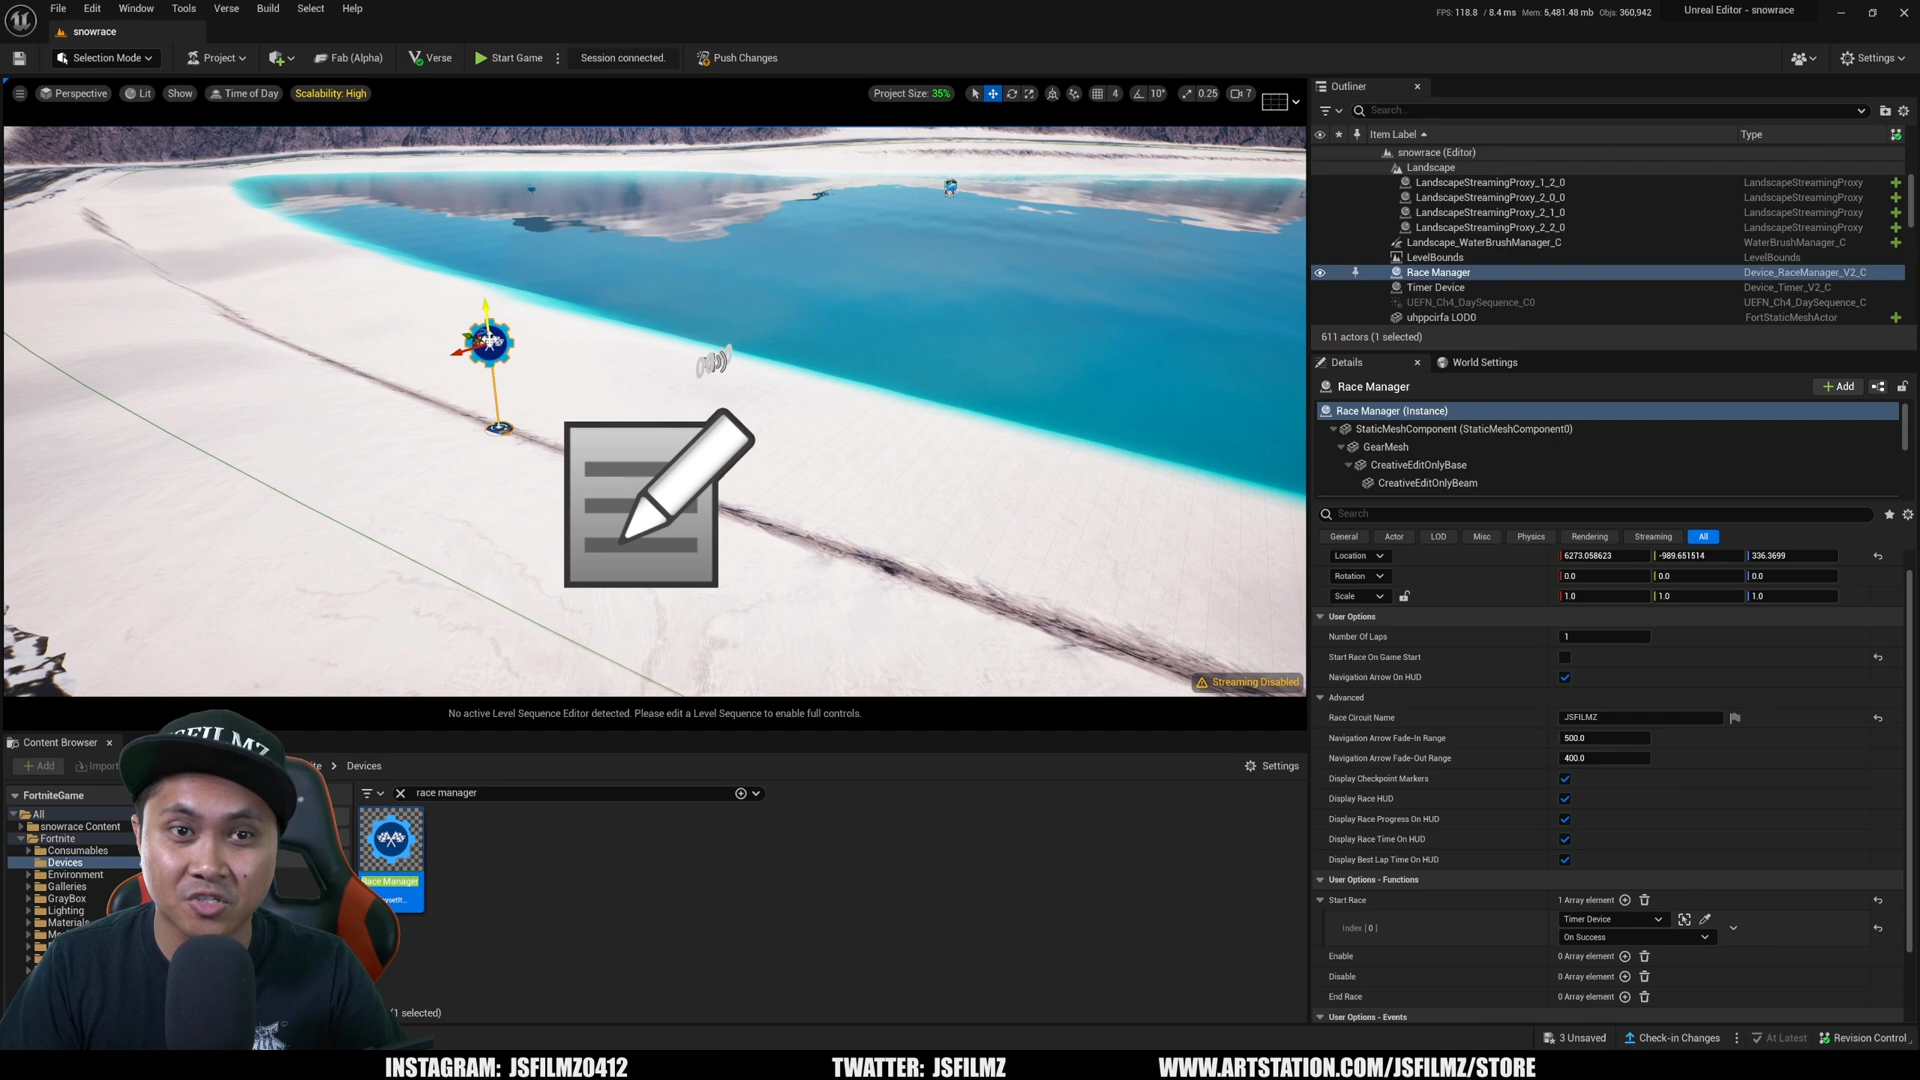 File Edit Window Tools Verse Build Select Help
FPS: 118.8 / 8.4 ms Mem: 5,481.48 mb Objs: 360,942
Unreal Editor - snowrace
snowrace
Selection Mode
Project
Fab (Alpha)
Verse
Start Game
Session connected.
Push Changes
Settings
Perspective
Lit
Show
Time of Day
Scalability: High
Project Size: 35%
4
10°
0.25
7
Streaming Disabled
No active Level Sequence Editor detected. Please edit a Level Sequence to enable full controls.
Outliner
Search...
Item Label
Type
snowrace (Editor)
Landscape
LandscapeStreamingProxy_1_2_0 LandscapeStreamingProxy
LandscapeStreamingProxy_2_0_0 LandscapeStreamingProxy
LandscapeStreamingProxy_2_1_0 LandscapeStreamingProxy
LandscapeStreamingProxy_2_2_0 LandscapeStreamingProxy
Landscape_WaterBrushManager_C WaterBrushManager_C
LevelBounds LevelBounds
Race Manager Device_RaceManager_V2_C
Timer Device Device_Timer_V2_C
UEFN_Ch4_DaySequence_C0 UEFN_Ch4_DaySequence_C
uhppcirfa LOD0 FortStaticMeshActor
611 actors (1 selected)
Details
World Settings
Race Manager
Add
Race Manager (Instance)
StaticMeshComponent (StaticMeshComponent0)
GearMesh
CreativeEditOnlyBase
CreativeEditOnlyBeam
Search
General Actor LOD Misc Physics Rendering Streaming All
Location 6273.058623 -989.651514 336.3699
Rotation 0.0 0.0 0.0
Scale 1.0 1.0 1.0
User Options
Number Of Laps 1
Start Race On Game Start
Navigation Arrow On HUD
Advanced
Race Circuit Name JSFILMZ
Navigation Arrow Fade-In Range 500.0
Navigation Arrow Fade-Out Range 400.0
Display Checkpoint Markers
Display Race HUD
Display Race Progress On HUD
Display Race Time On HUD
Display Best Lap Time On HUD
User Options - Functions
Start Race 1 Array element
Index [ 0 ] Timer Device
On Success
Enable 0 Array element
Disable 0 Array element
End Race 0 Array element
User Options - Events
Content Browser
Add
Import
Devices
Settings
FortniteGame
race manager
All
snowrace Content
Fortnite
Consumables
Devices
Environment
Galleries
GrayBox
Lighting
Race Manager
JSFILMZ
3 Unsaved
Check-in Changes
At Latest
Revision Control
INSTAGRAM: JSFILMZ0412
TWATTER: JSFILMZ
WWW.ARTSTATION.COM/JSFILMZ/STORE